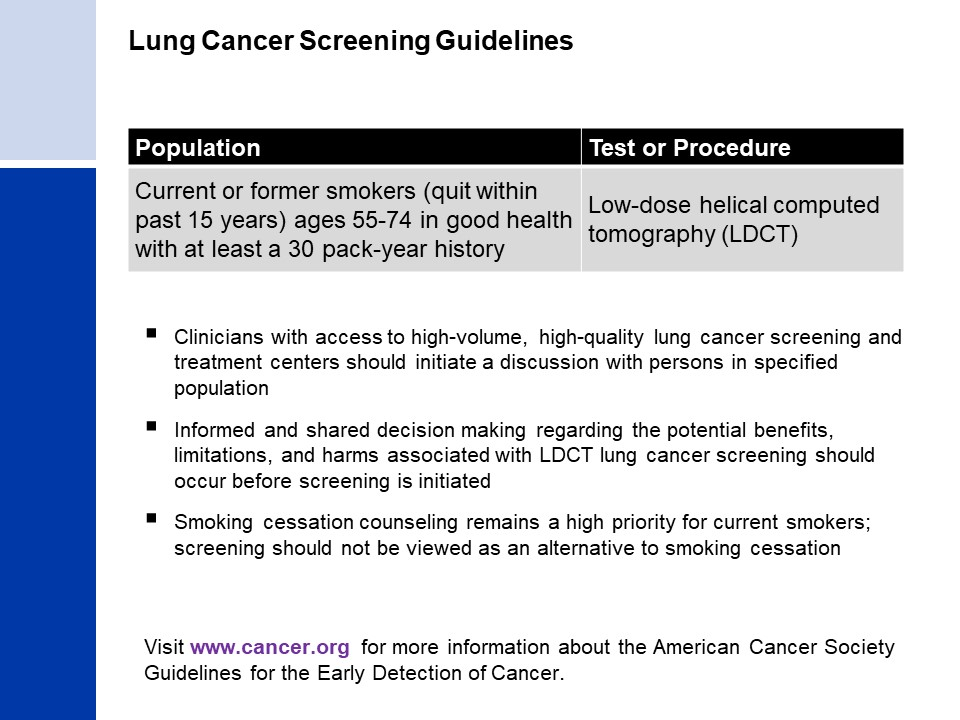 Lung Cancer Screening Guidelines
Population
Test or Procedure
Current or former smokers (quit within
past 15 years) ages 55-74 in good health
with at least a 30 pack-year history
Low-dose helical computed
tomography (LDCT)
▪ Clinicians with access to high-volume, high-quality lung cancer screening and
treatment centers should initiate a discussion with persons in specified
population
▪ Informed and shared decision making regarding the potential benefits,
limitations, and harms associated with LDCT lung cancer screening should
occur before screening is initiated
▪ Smoking cessation counseling remains a high priority for current smokers;
screening should not be viewed as an alternative to smoking cessation
Visit www.cancer.org for more information about the American Cancer Society
Guidelines for the Early Detection of Cancer.